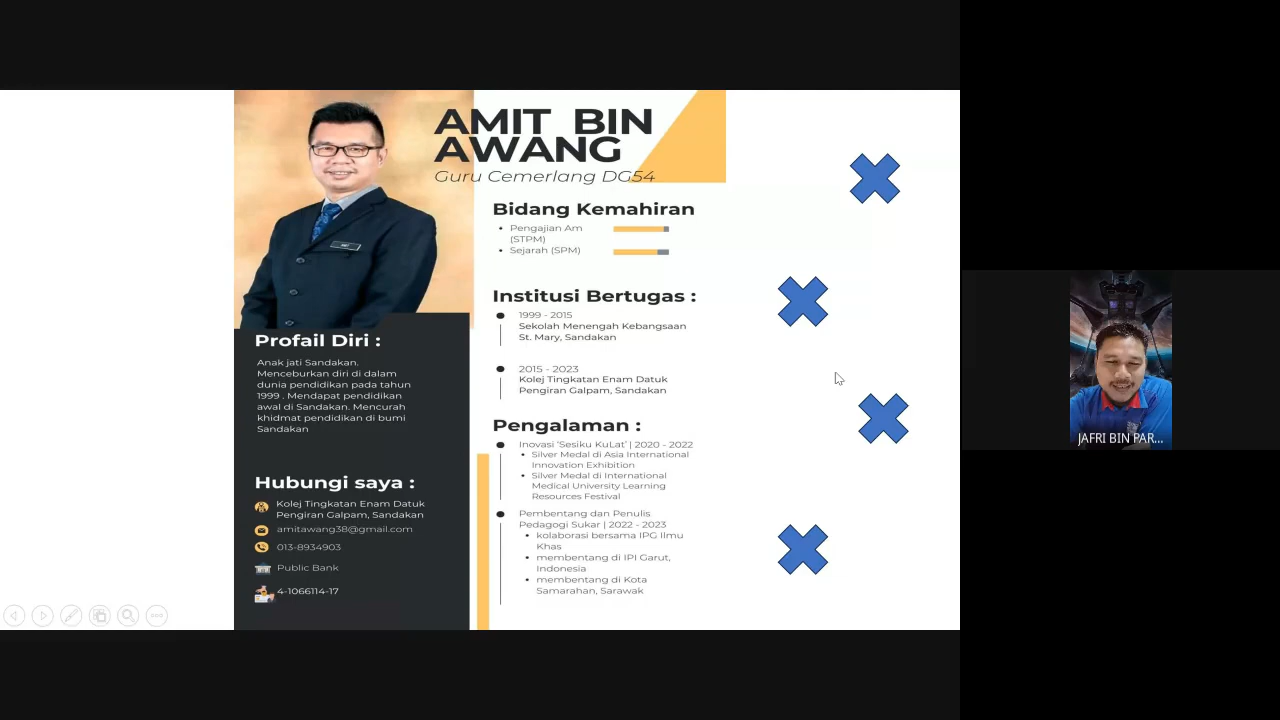 AMIT BIN
AWANG
Guru Cemerlang DG54
Bidang Kemahiran
• Pengajian Am
(STPM)
• Sejarah (SPM)
Institusi Bertugas :
1999 - 2015
Sekolah Menengah Kebangsaan
St. Mary, Sandakan
2015 - 2023
Kolej Tingkatan Enam Datuk
Pengiran Galpam, Sandakan
Pengalaman :
Inovasi 'Sesiku KuLat' | 2020 - 2022
• Silver Medal di Asia International
Innovation Exhibition
• Silver Medal di International
Medical University Learning
Resources Festival
Pembentang dan Penulis
Pedagogi Sukar | 2022 - 2023
• kolaborasi bersama IPG Ilmu
Khas
• membentang di IPI Garut,
Indonesia
• membentang di Kota
Samarahan, Sarawak
Profail Diri :
Anak jati Sandakan.
Menceburkan diri di dalam
dunia pendidikan pada tahun
1999 . Mendapat pendidikan
awal di Sandakan. Mencurah
khidmat pendidikan di bumi
Sandakan
Hubungi saya :
Kolej Tingkatan Enam Datuk
Pengiran Galpam, Sandakan
amitawang38@gmail.com
013-8934903
Public Bank
4-1066114-17
JAFRI BIN PAR...